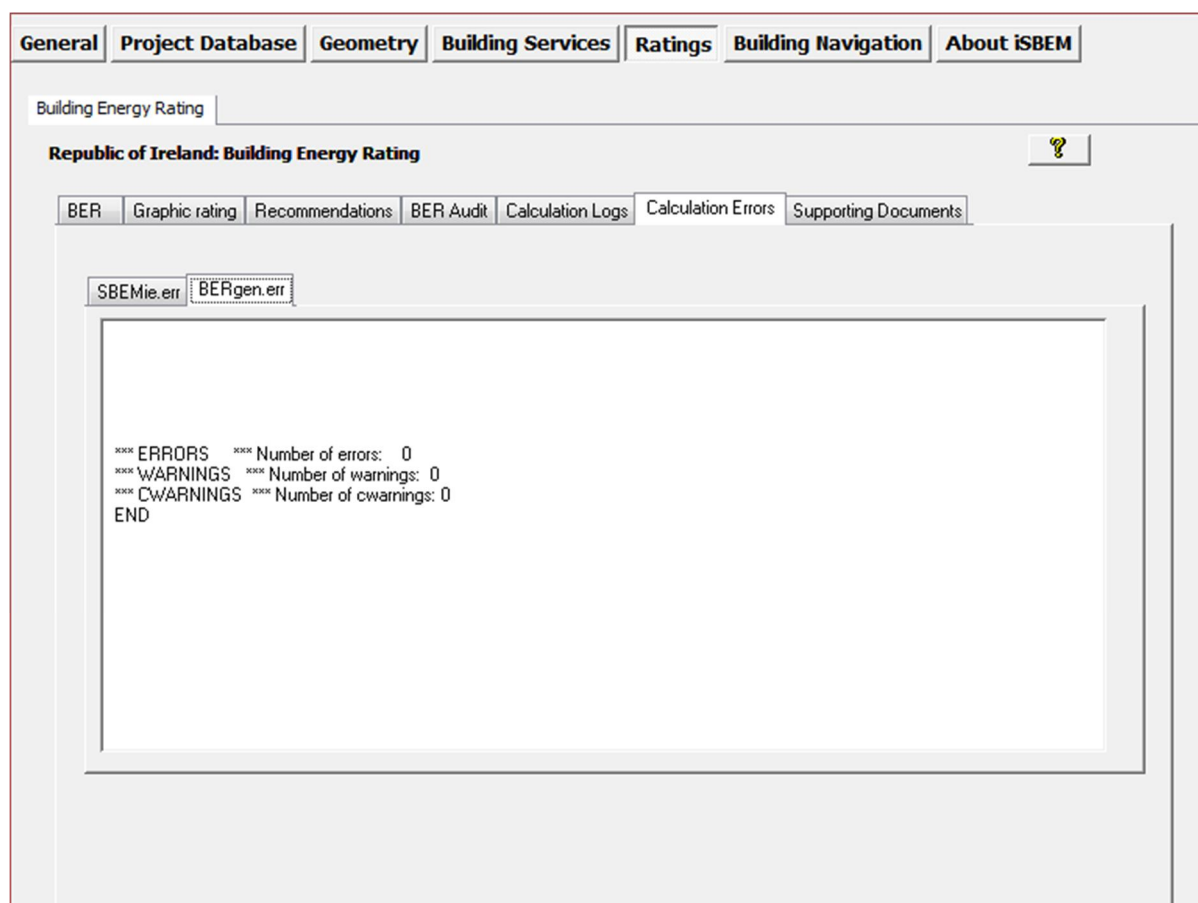 General Project Database Geometry Building Services Ratings Building Navigation About iSBEM
Building Energy Rating
Republic of Ireland: Building Energy Rating ?
BER Graphic rating Recommendations BER Audit Calculation Logs Calculation Errors Supporting Documents
SBEMie.err BERgen.err
*** ERRORS *** Number of errors: 0
*** WARNINGS *** Number of warnings: 0
*** CWARNINGS *** Number of cwarnings: 0
END